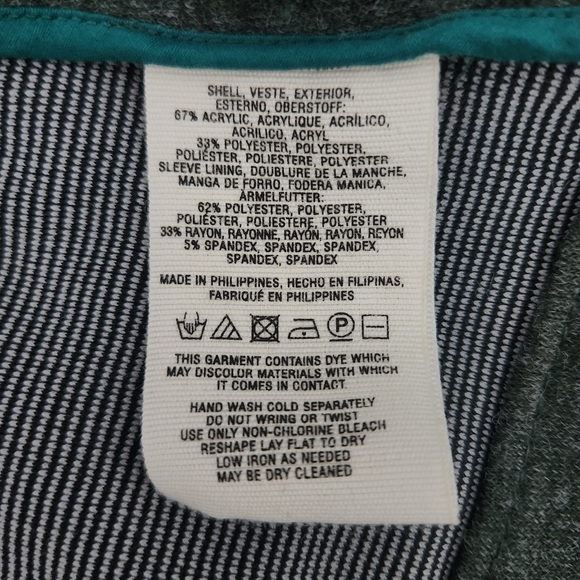 SHELL, VESTE, EXTERIOR,
ESTERNO, OBERSTOFF:
67% ACRYLIC, ACRYLIQUE, ACRÍLICO,
ACRILICO, ACRYL
33% POLYESTER, POLYESTER,
POLIÉSTER, POLIESTERE, POLYESTER
SLEEVE LINING, DOUBLURE DE LA MANCHE,
MANGA DE FORRO, FODERA MANICA,
ÄRMELFUTTER:
62% POLYESTER, POLYESTER,
POLIÉSTER, POLIESTERE, POLYESTER
33% RAYON, RAYONNE, RAYÓN, RAYON, REYON
5% SPANDEX, SPANDEX, SPANDEX,
SPANDEX, SPANDEX
MADE IN PHILIPPINES, HECHO EN FILIPINAS,
FABRIQUÉ EN PHILIPPINES
THIS GARMENT CONTAINS DYE WHICH
MAY DISCOLOR MATERIALS WITH WHICH
IT COMES IN CONTACT
HAND WASH COLD SEPARATELY
DO NOT WRING OR TWIST
USE ONLY NON-CHLORINE BLEACH
RESHAPE LAY FLAT TO DRY
LOW IRON AS NEEDED
MAY BE DRY CLEANED